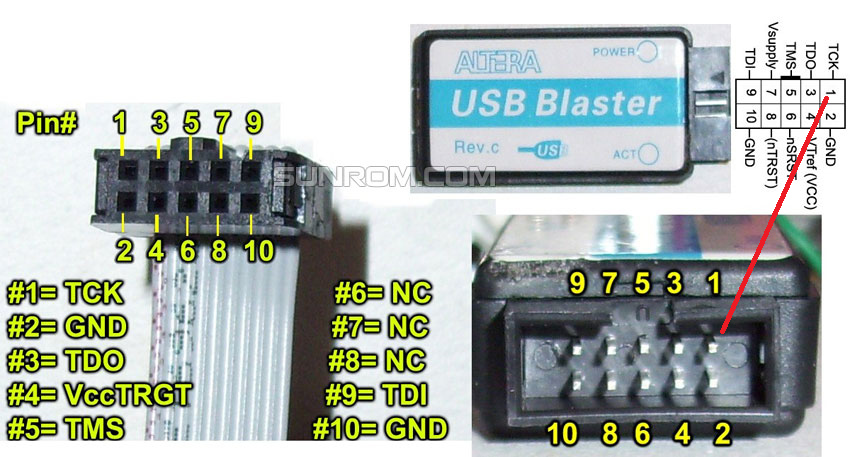 Pin# 1 3 5 7 9
2 4 6 8 10
#1= TCK
#2= GND
#3= TDO
#4= VccTRGT
#5= TMS
#6= NC
#7= NC
#8= NC
#9= TDI
#10= GND
SUNROM.COM
ALTERA
POWER
USB Blaster
Rev.c
USB
ACT
TDI
Vsupply
TMS
TDO
TCK
9 7 5 3 1
10 8 6 4 2
GND
(nTRST)
nSRST
VTref (VCC)
GND
9 7 5 3 1
10 8 6 4 2